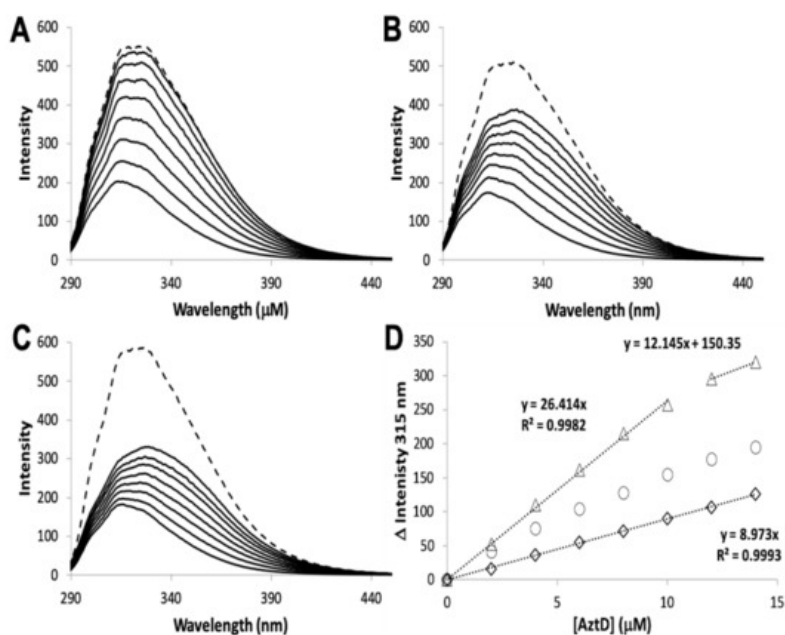 A
600
500
400
300
200
100
0
Intensity
290
340
390
440
Wavelength (μM)
B
600
500
400
300
200
100
0
Intensity
290
340
390
440
Wavelength (nm)
C
600
500
400
300
200
100
0
Intensity
290
340
390
440
Wavelength (nm)
D
350
300
250
200
150
100
50
0
Δ Intenisty 315 nm
y = 12.145x + 150.35
y = 26.414x
R² = 0.9982
y = 8.973x
R² = 0.9993
0
5
10
15
[AztD] (μM)